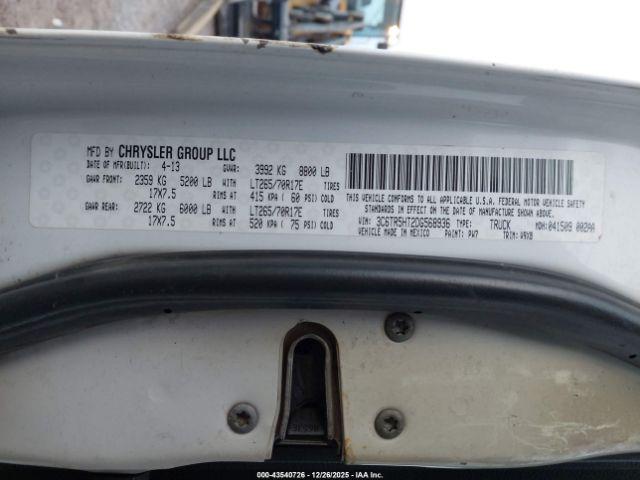 MFD BY CHRYSLER GROUP LLC
DATE OF MFR(BUILT): 4-13 GVWR: 3992 KG 8800 LB
GAWR FRONT: 2359 KG 5200 LB WITH LT265/70R17E TIRES
17X7.5 RIMS AT 415 KPA ( 60 PSI) COLD
GAWR REAR: 2722 KG 6000 LB WITH LT265/70R17E TIRES
17X7.5 RIMS AT 520 KPA ( 75 PSI) COLD
THIS VEHICLE CONFORMS TO ALL APPLICABLE U.S.A. FEDERAL MOTOR VEHICLE SAFETY
STANDARDS IN EFFECT ON THE DATE OF MANUFACTURE SHOWN ABOVE
VIN: 3C6TR5HT2DG568936 TYPE: TRUCK MDH:041509 002AA
VEHICLE MADE IN MEXICO PAINT: PW7 TRIM: V9X8
000-43540726 - 12/26/2025 - ©IAA Inc.